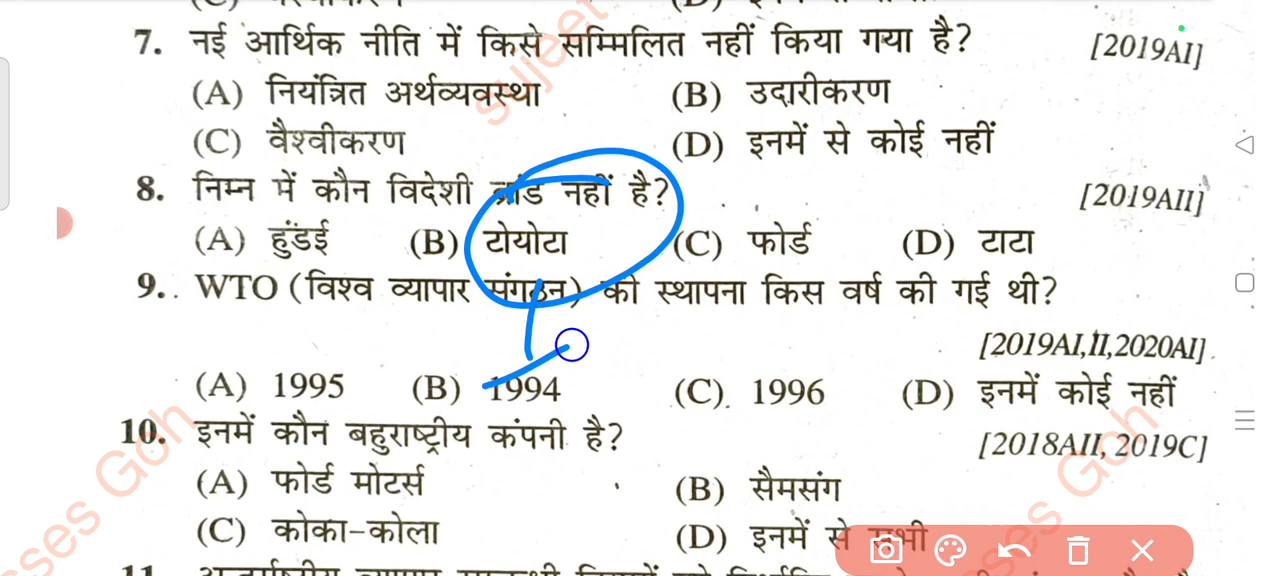 7. नई आर्थिक नीति में किसे सम्मिलित नहीं किया गया है? [2019AI]
(A) नियंत्रित अर्थव्यवस्था (B) उदारीकरण
(C) वैश्वीकरण (D) इनमें से कोई नहीं
8. निम्न में कौन विदेशी ब्रांड नहीं है? [2019AII]
(A) हुंडई (B) टोयोटा (C) फोर्ड (D) टाटा
9. WTO (विश्व व्यापार संगठन) की स्थापना किस वर्ष की गई थी?
[2019AI,II,2020AI]
(A) 1995 (B) 1994 (C) 1996 (D) इनमें कोई नहीं
10. इनमें कौन बहुराष्ट्रीय कंपनी है? [2018AII, 2019C]
(A) फोर्ड मोटर्स (B) सैमसंग
(C) कोका-कोला (D) इनमें से सभी